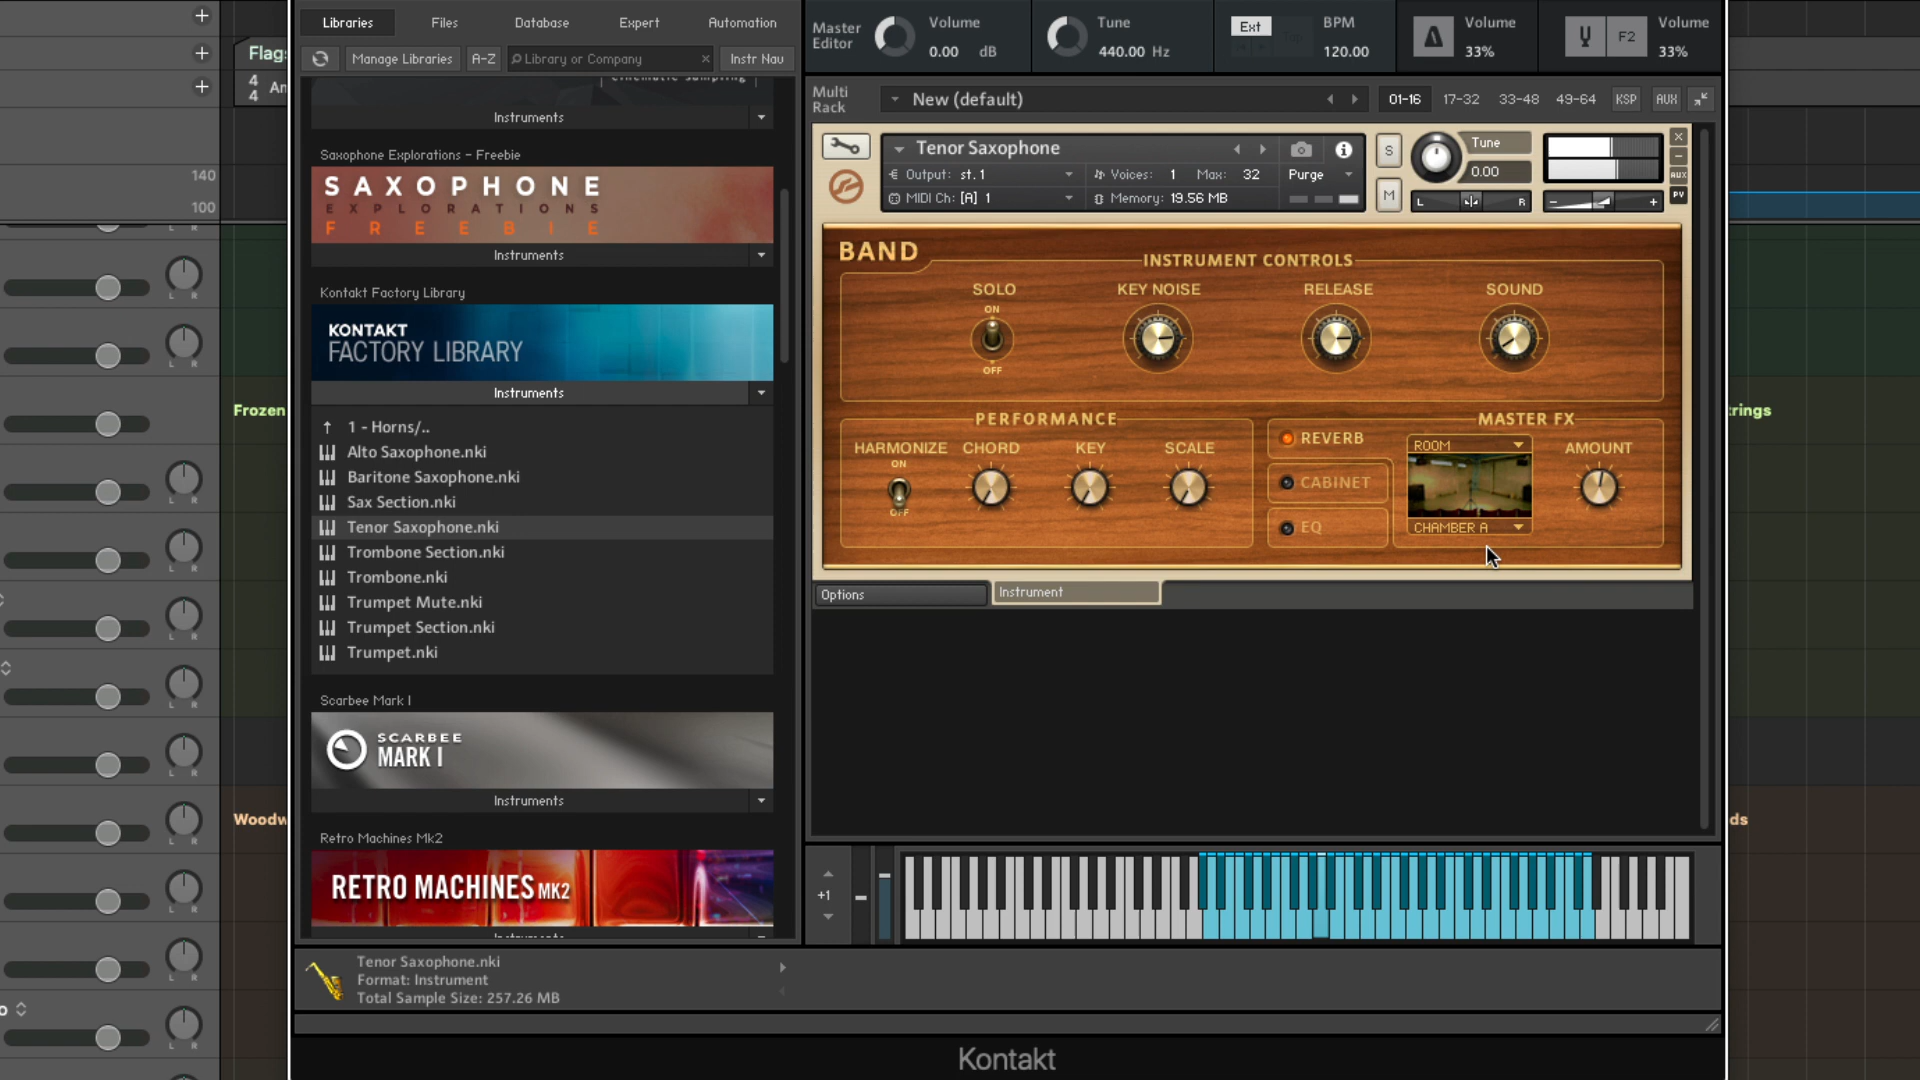 Libraries
Files
Database
Expert
Automation
Manage Libraries
A-Z
Library or Company
×
Instr Nav
Instruments
Saxophone Explorations - Freebie
SAXOPHONE
EXPLORATIONS
FREEBIE
Instruments
Kontakt Factory Library
KONTAKT
FACTORY LIBRARY
Instruments
1 - Horns/..
Alto Saxophone.nki
Baritone Saxophone.nki
Sax Section.nki
Tenor Saxophone.nki
Trombone Section.nki
Trombone.nki
Trumpet Mute.nki
Trumpet Section.nki
Trumpet.nki
Scarbee Mark I
SCARBEE
MARK I
Instruments
Retro Machines Mk2
RETRO MACHINES MK2
Tenor Saxophone.nki
Format: Instrument
Total Sample Size: 257.26 MB
Master
Editor
Volume
0.00 dB
Tune
440.00 Hz
Ext
BPM
120.00
Volume
33%
F2
Volume
33%
Multi
Rack
New (default)
01-16
17-32
33-48
49-64
KSP
AUX
Tenor Saxophone
Output: st. 1
Voices: 1 Max: 32
Purge
MIDI Ch: [A] 1
Memory: 19.56 MB
S
M
Tune
0.00
L
R
AUX
PV
BAND
INSTRUMENT CONTROLS
SOLO
KEY NOISE
RELEASE
SOUND
ON
OFF
PERFORMANCE
MASTER FX
HARMONIZE
CHORD
KEY
SCALE
ON
OFF
REVERB
CABINET
EQ
ROOM
CHAMBER A
AMOUNT
Options
Instrument
+1
Kontakt
Flags
4
4
140
100
Frozen
Woodw
trings
ds